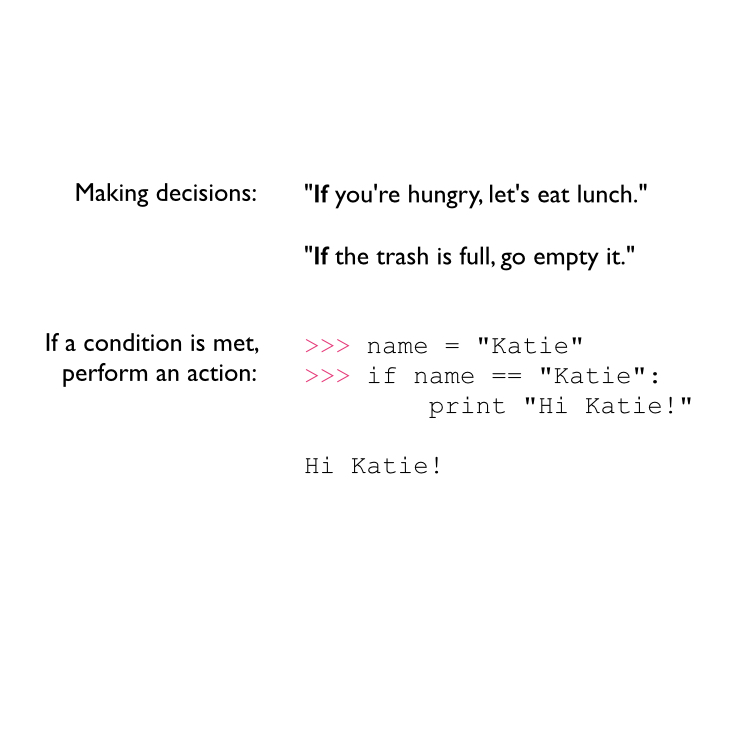 Making decisions: "If you're hungry, let's eat lunch."
"If the trash is full, go empty it."
If a condition is met, >>> name = "Katie"
perform an action: >>> if name == "Katie":
print "Hi Katie!"
Hi Katie!